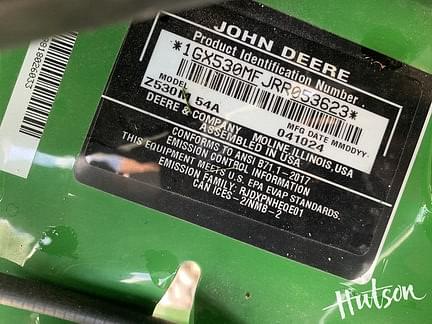 JOHN DEERE
Product Identification Number
*1GX530MFJRR053623*
MODEL
Z530M 54A
MFG DATE MMDDYY
041024
DEERE & COMPANY MOLINE, ILLINOIS, USA
ASSEMBLED IN USA
CONFORMS TO ANSI B71.1-2017
EMISSION CONTROL INFORMATION
THIS EQUIPMENT MEETS U.S. EPA EVAP STANDARDS.
EMISSION FAMILY: RJDXPNHEQE01
CAN ICES-2/NMB-2
Hutson